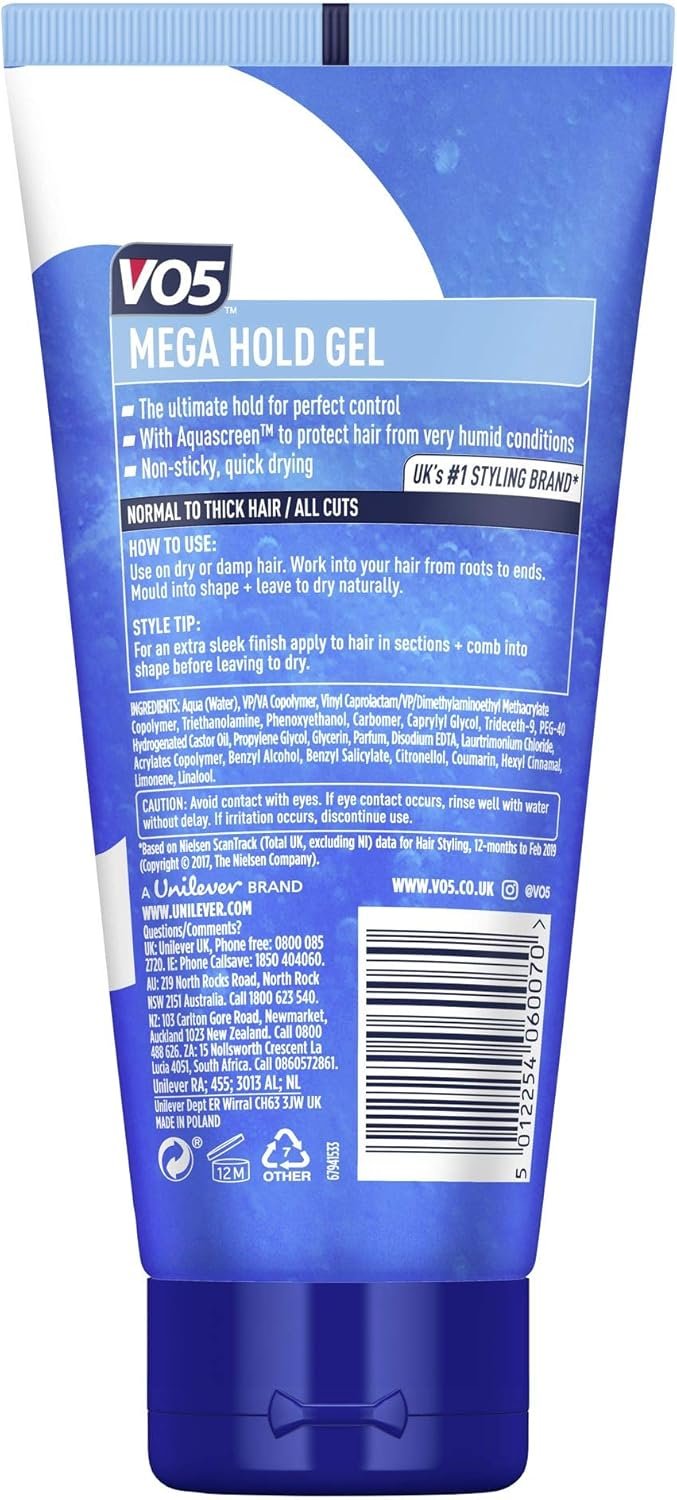 VO5™
MEGA HOLD GEL
- The ultimate hold for perfect control
- With Aquascreen™ to protect hair from very humid conditions
- Non-sticky, quick drying
UK's #1 STYLING BRAND*
NORMAL TO THICK HAIR / ALL CUTS
HOW TO USE:
Use on dry or damp hair. Work into your hair from roots to ends.
Mould into shape + leave to dry naturally.
STYLE TIP:
For an extra sleek finish apply to hair in sections + comb into
shape before leaving to dry.
INGREDIENTS: Aqua (Water), VP/VA Copolymer, Vinyl Caprolactam/VP/Dimethylaminoethyl Methacrylate
Copolymer, Triethanolamine, Phenoxyethanol, Carbomer, Caprylyl Glycol, Trideceth-9, PEG-40
Hydrogenated Castor Oil, Propylene Glycol, Glycerin, Parfum, Disodium EDTA, Laurtrimonium Chloride,
Acrylates Copolymer, Benzyl Alcohol, Benzyl Salicylate, Citronellol, Coumarin, Hexyl Cinnamal,
Limonene, Linalool.
CAUTION: Avoid contact with eyes. If eye contact occurs, rinse well with water
without delay. If irritation occurs, discontinue use.
*Based on Nielsen ScanTrack (Total UK, excluding NI) data for Hair Styling, 12-months to Feb 2019
(Copyright © 2017, The Nielsen Company).
A Unilever BRAND
WWW.VO5.CO.UK @VO5
WWW.UNILEVER.COM
Questions/Comments?
UK: Unilever UK, Phone free: 0800 085
2720. IE: Phone Callsave: 1850 404060.
AU: 219 North Rocks Road, North Rock
NSW 2151 Australia. Call 1800 623 540.
NZ: 103 Carlton Gore Road, Newmarket,
Auckland 1023 New Zealand. Call 0800
488 626. ZA: 15 Nollsworth Crescent La
Lucia 4051, South Africa. Call 0860572861.
Unilever RA; 455; 3013 AL; NL
Unilever Dept ER Wirral CH63 3JW UK
MADE IN POLAND
®
12M
7
OTHER
67941533
5 012254 060070 >